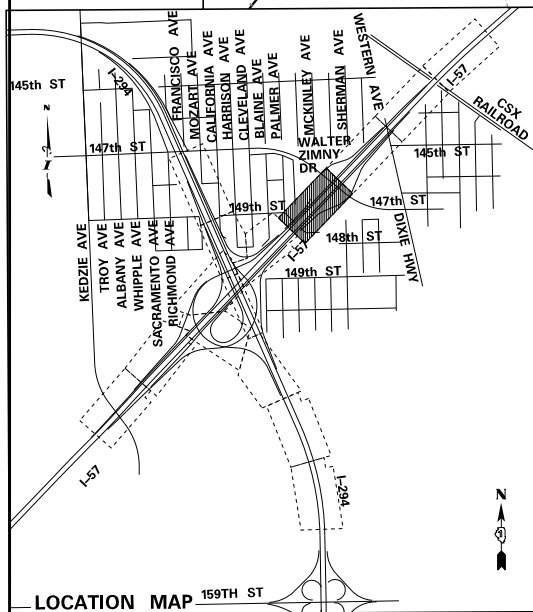 FRANCISCO AVE
MOZART AVE
CALIFORNIA AVE
HARRISON AVE
CLEVELAND AVE
BLAINE AVE
PALMER AVE
MCKINLEY AVE
SHERMAN AVE
WESTERN AVE
I-57
CSX
RAILROAD
145th ST
I-294
N
147th ST
WALTER
ZIMNY
DR
145th ST
149th ST
147th ST
148th ST
DIXIE HWY
I-57
149th ST
KEDZIE AVE
TROY AVE
ALBANY AVE
WHIPPLE AVE
SACRAMENTO AVE
RICHMOND AVE
I-57
I-294
N
LOCATION MAP
159TH ST